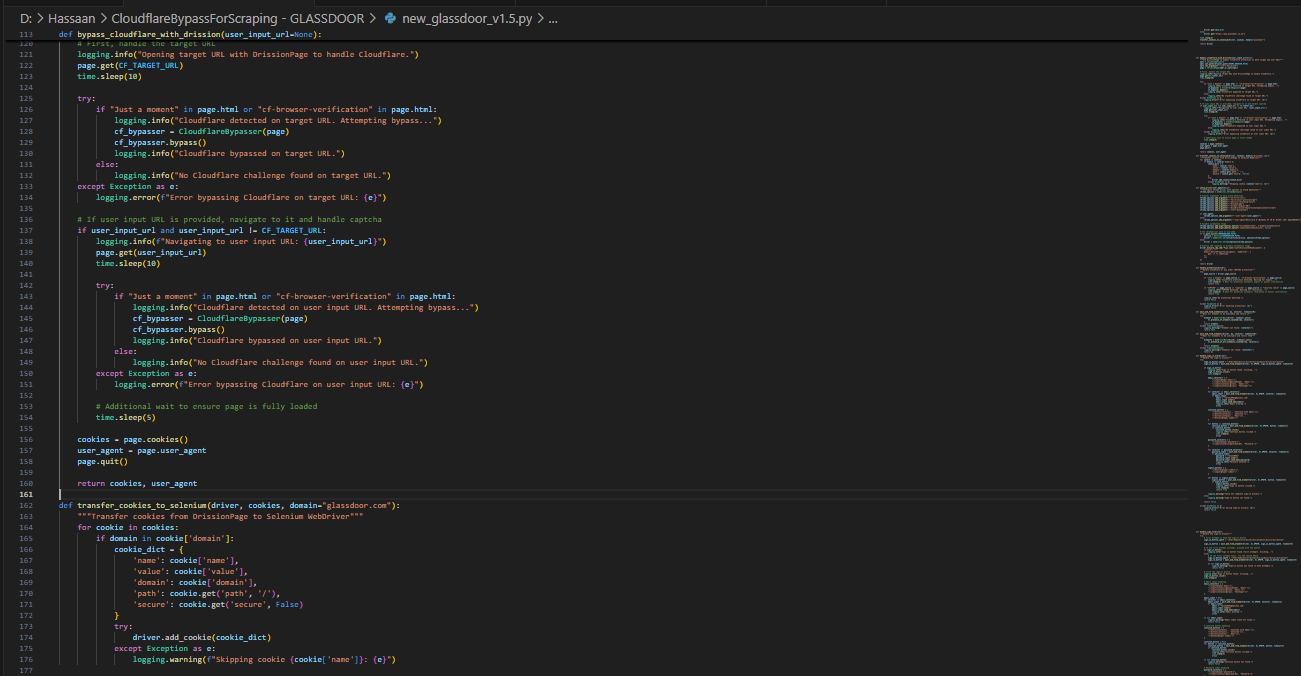 D: > Hassaan > CloudflareBypassForScraping - GLASSDOOR > new_glassdoor_v1.5.py > ...
113 def bypass_cloudflare_with_drission(user_input_url=None):
120 # First, handle the target URL
121 logging.info("Opening target URL with DrissionPage to handle Cloudflare.")
122 page.get(CF_TARGET_URL)
123 time.sleep(10)
124
125 try:
126 if "Just a moment" in page.html or "cf-browser-verification" in page.html:
127 logging.info("Cloudflare detected on target URL. Attempting bypass...")
128 cf_bypasser = CloudflareBypasser(page)
129 cf_bypasser.bypass()
130 logging.info("Cloudflare bypassed on target URL.")
131 else:
132 logging.info("No Cloudflare challenge found on target URL.")
133 except Exception as e:
134 logging.error(f"Error bypassing Cloudflare on target URL: {e}")
135
136 # If user input URL is provided, navigate to it and handle captcha
137 if user_input_url and user_input_url != CF_TARGET_URL:
138 logging.info(f"Navigating to user input URL: {user_input_url}")
139 page.get(user_input_url)
140 time.sleep(10)
141
142 try:
143 if "Just a moment" in page.html or "cf-browser-verification" in page.html:
144 logging.info("Cloudflare detected on user input URL. Attempting bypass...")
145 cf_bypasser = CloudflareBypasser(page)
146 cf_bypasser.bypass()
147 logging.info("Cloudflare bypassed on user input URL.")
148 else:
149 logging.info("No Cloudflare challenge found on user input URL.")
150 except Exception as e:
151 logging.error(f"Error bypassing Cloudflare on user input URL: {e}")
152
153 # Additional wait to ensure page is fully loaded
154 time.sleep(5)
155
156 cookies = page.cookies()
157 user_agent = page.user_agent
158 page.quit()
159
160 return cookies, user_agent
161
162 def transfer_cookies_to_selenium(driver, cookies, domain="glassdoor.com"):
163 """Transfer cookies from DrissionPage to Selenium WebDriver"""
164 for cookie in cookies:
165 if domain in cookie['domain']:
166 cookie_dict = {
167 'name': cookie['name'],
168 'value': cookie['value'],
169 'domain': cookie['domain'],
170 'path': cookie.get('path', '/'),
171 'secure': cookie.get('secure', False)
172 }
173 try:
174 driver.add_cookie(cookie_dict)
175 except Exception as e:
176 logging.warning(f"Skipping cookie {cookie['name']}: {e}")
177